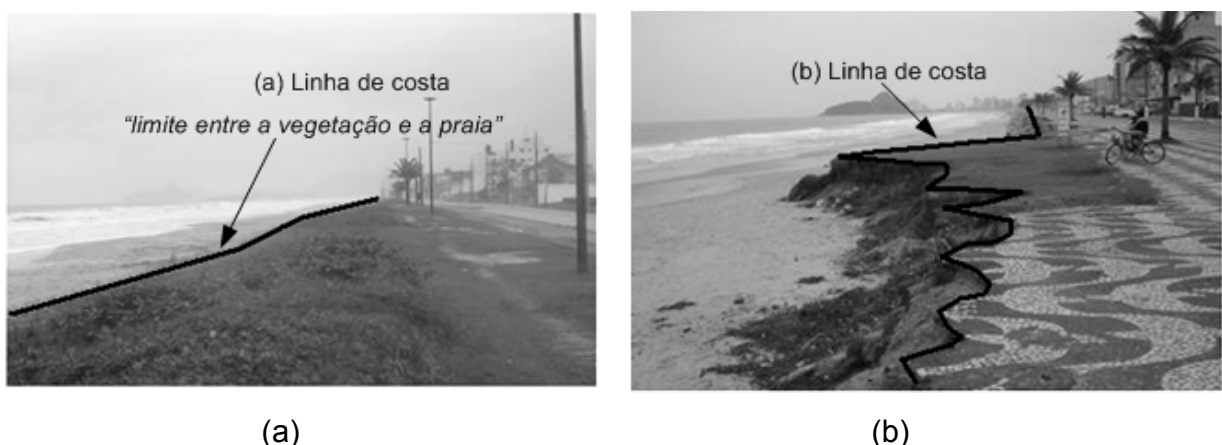 (a) Linha de costa
"limite entre a vegetação e a praia"
(b) Linha de costa
(a)
(b)